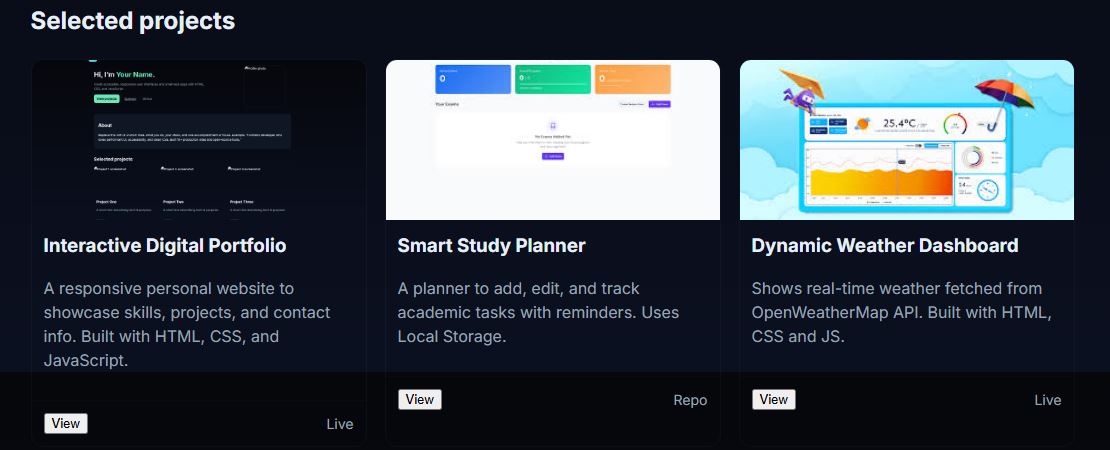 Selected projects
Hi, I'm Your Name.
About
Selected projects
Project One
Project Two
Project Three
Your Exams
No Exams Added Yet
25.4°C
Interactive Digital Portfolio
Smart Study Planner
Dynamic Weather Dashboard
A responsive personal website to
showcase skills, projects, and contact
info. Built with HTML, CSS, and
JavaScript.
A planner to add, edit, and track
academic tasks with reminders. Uses
Local Storage.
Shows real-time weather fetched from
OpenWeatherMap API. Built with HTML,
CSS and JS.
View
Live
View
Repo
View
Live